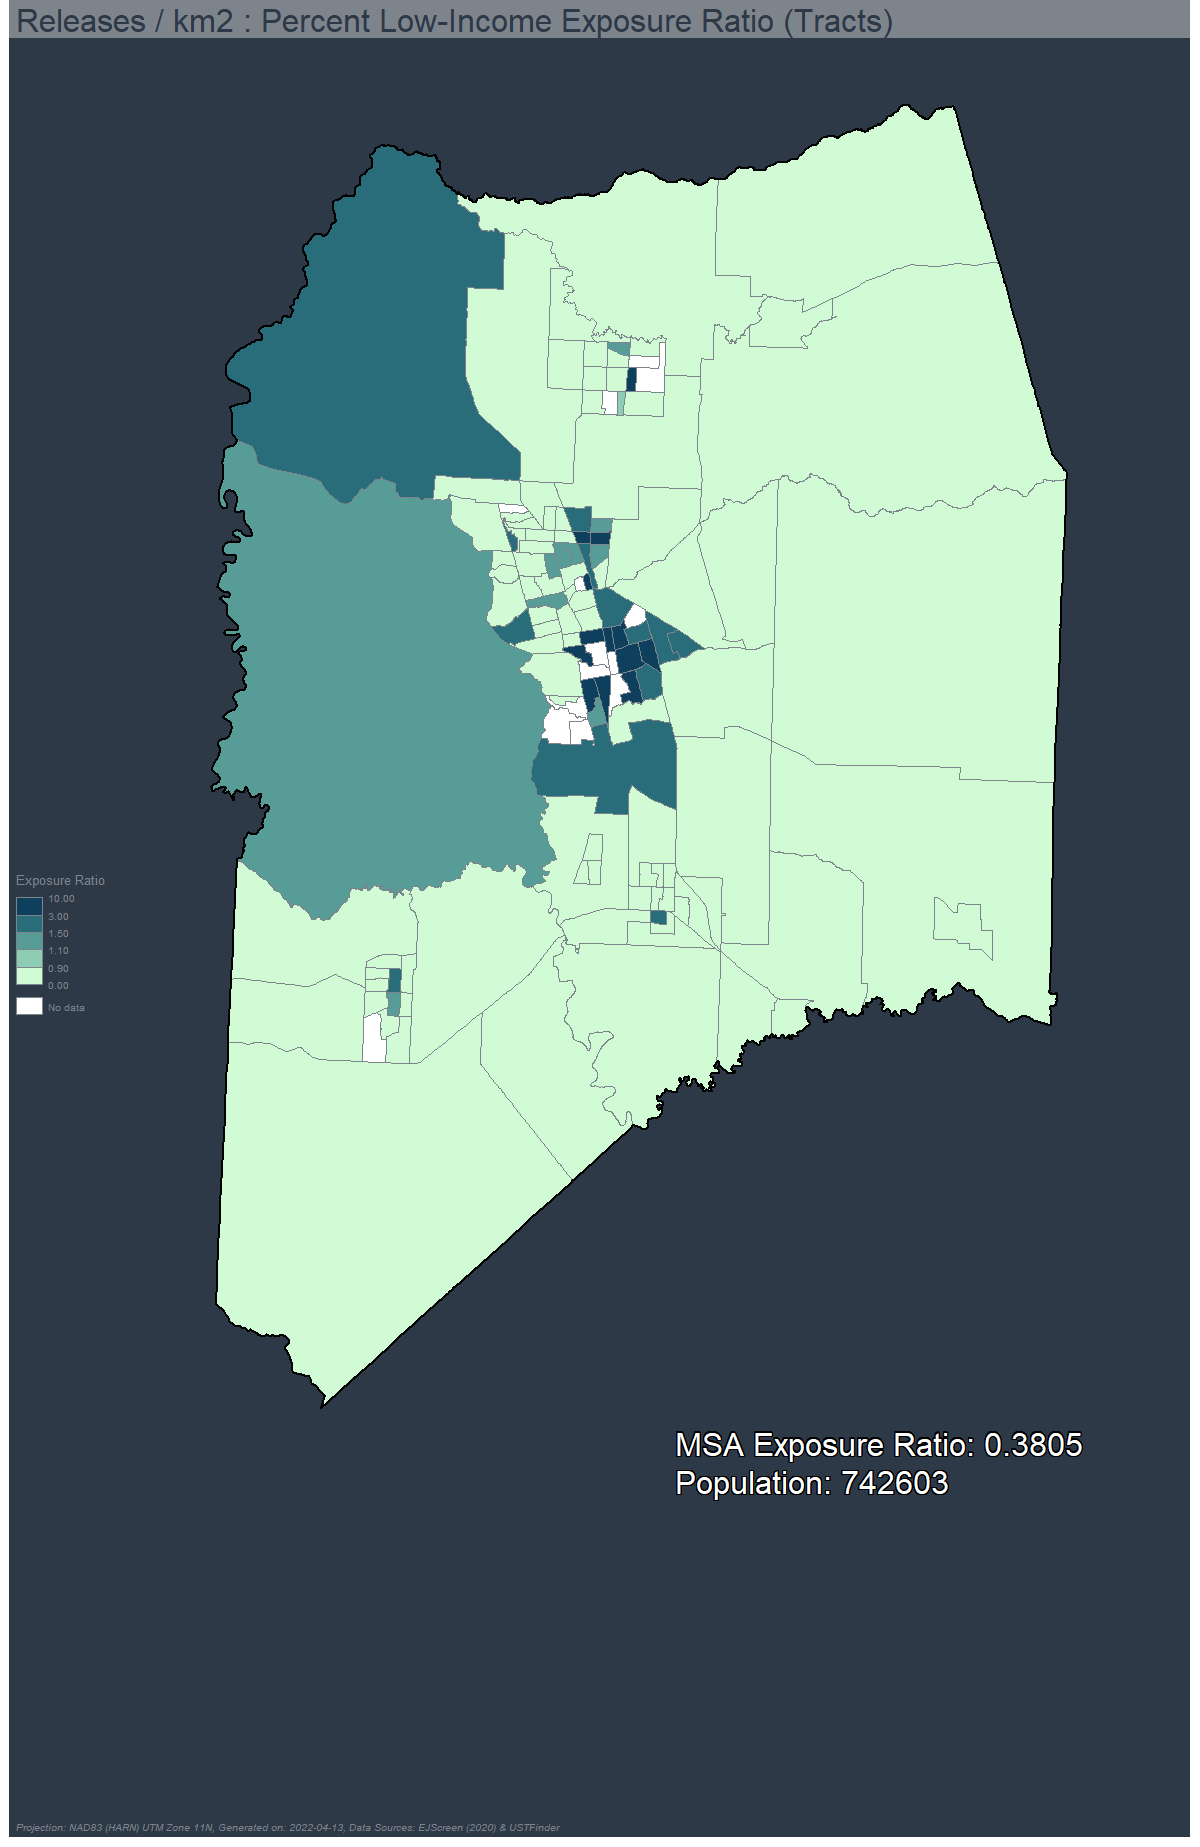 Releases / km2 : Percent Low-Income Exposure Ratio (Tracts)
Exposure Ratio
10.00
3.00
1.50
1.10
0.90
0.00
No data
MSA Exposure Ratio: 0.3805
Population: 742603
Projection: NAD83 (HARN) UTM Zone 11N, Generated on: 2022-04-13, Data Sources: EJScreen (2020) & USTFinder